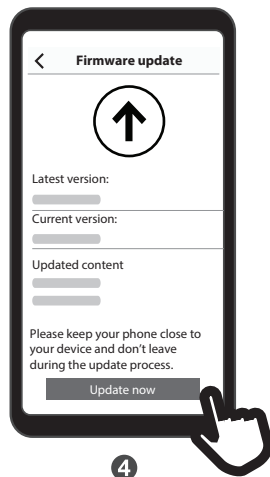 Firmware update
Latest version:
Current version:
Updated content
Please keep your phone close to
your device and don't leave
during the update process.
Update now
4